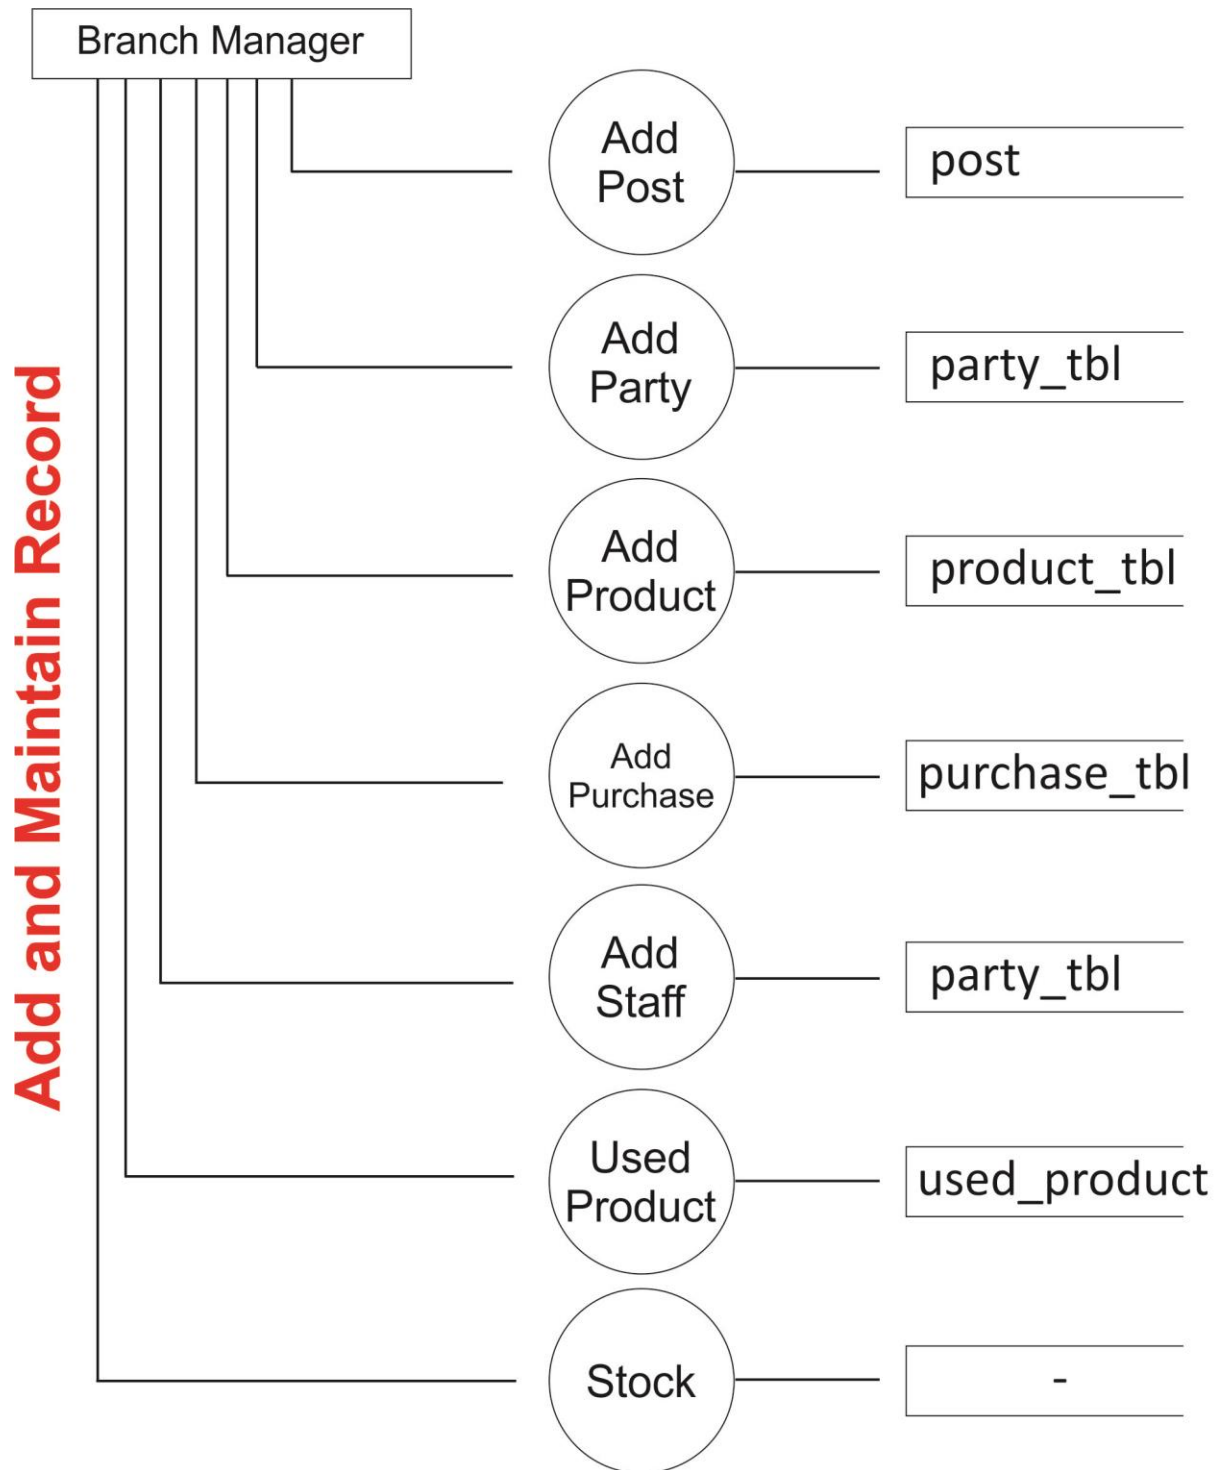 Branch Manager
Add and Maintain Record
Add
Post
post
Add
Party
party_tbl
Add
Product
product_tbl
Add
Purchase
purchase_tbl
Add
Staff
party_tbl
Used
Product
used_product
Stock
-